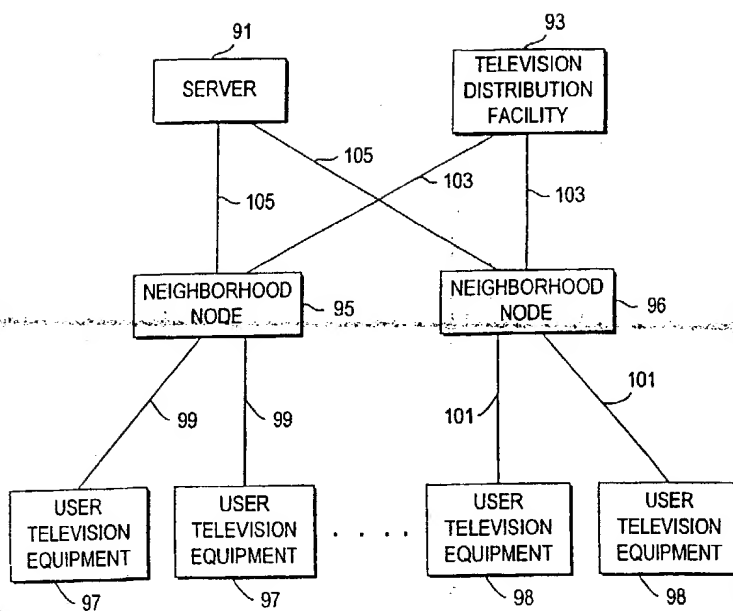 91
SERVER
93
TELEVISION
DISTRIBUTION
FACILITY
105
105
103
103
NEIGHBORHOOD
NODE
95
NEIGHBORHOOD
NODE
96
99
99
101
101
USER
TELEVISION
EQUIPMENT
97
USER
TELEVISION
EQUIPMENT
97
. . . .
USER
TELEVISION
EQUIPMENT
98
USER
TELEVISION
EQUIPMENT
98